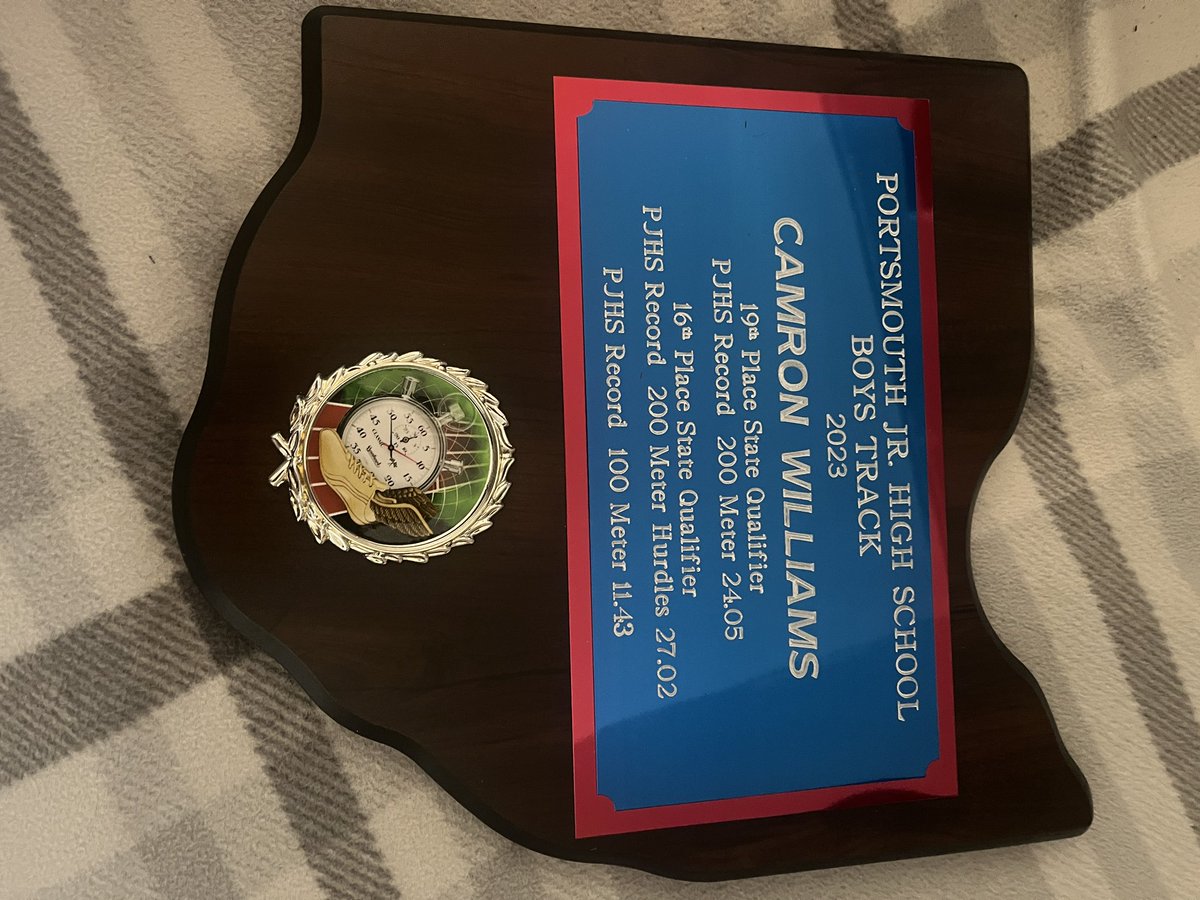 PORTSMOUTH JR. HIGH SCHOOL
BOYS TRACK
2023
CAMRON WILLIAMS
19th Place State Qualifier
PJHS Record 200 Meter 24.05
16th Place State Qualifier
PJHS Record 200 Meter Hurdles 27.02
PJHS Record 100 Meter 11.43